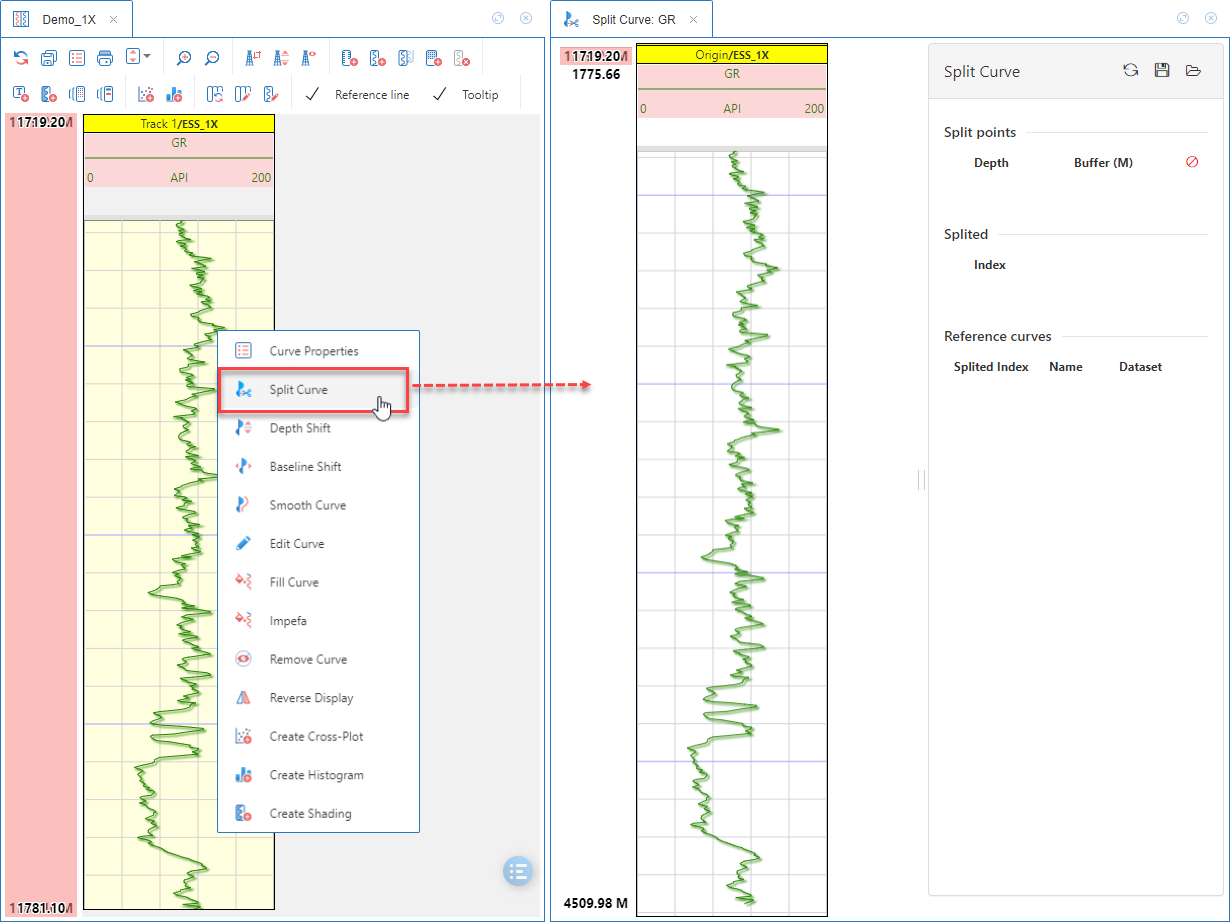 Demo_1X
Reference line
Tooltip
11719.20M
Track 1/ESS_1X
GR
0 API 200
11781.10M
Curve Properties
Split Curve
Depth Shift
Baseline Shift
Smooth Curve
Edit Curve
Fill Curve
Impefa
Remove Curve
Reverse Display
Create Cross-Plot
Create Histogram
Create Shading
Split Curve: GR
11719.20M
1775.66
Origin/ESS_1X
GR
0 API 200
4509.98 M
Split Curve
Split points
Depth Buffer (M)
Splited
Index
Reference curves
Splited Index Name Dataset